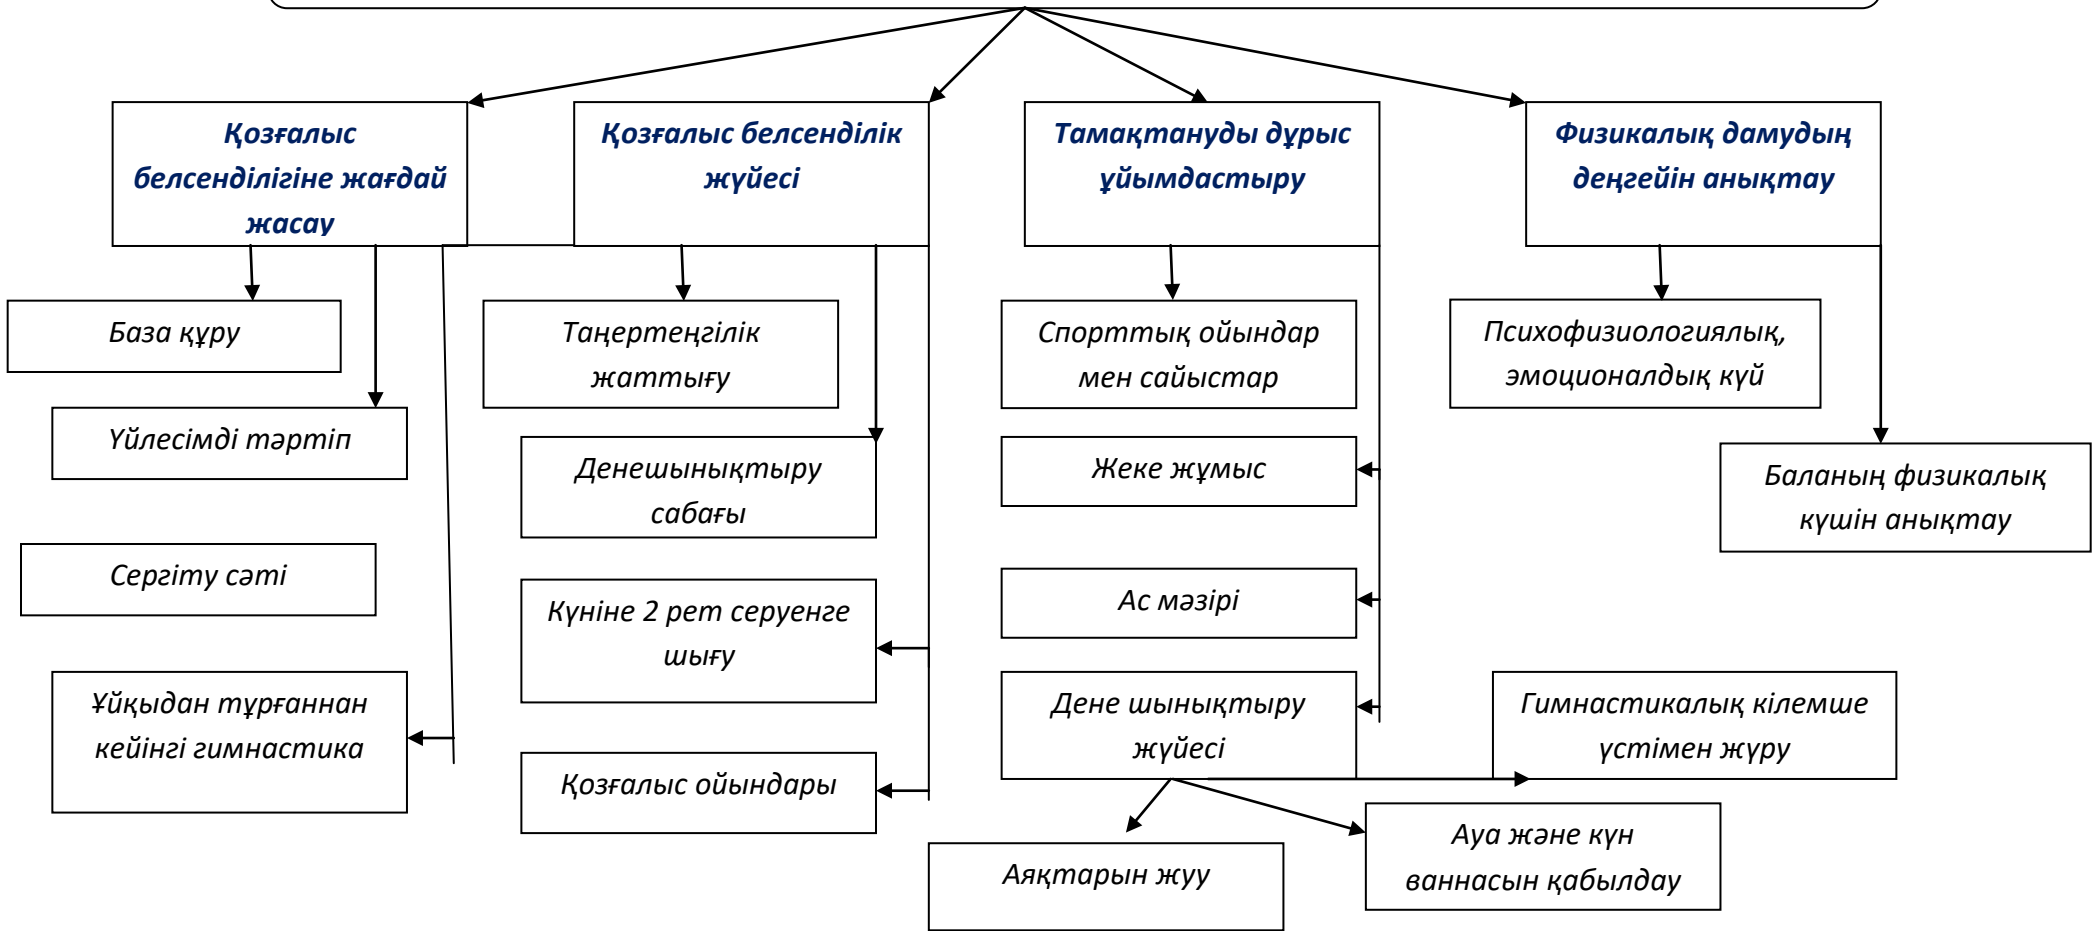 Қозғалыс
белсенділігіне жағдай
жасау
Қозғалыс белсенділік
жүйесі
Тамақтануды дұрыс
ұйымдастыру
Физикалық дамудың
деңгейін анықтау
База құру
Таңертеңгілік
жаттығу
Спорттық ойындар
мен сайыстар
Психофизиологиялық,
эмоционалдық күй
Үйлесімді тәртіп
Денешынықтыру
сабағы
Жеке жұмыс
Баланың физикалық
күшін анықтау
Сергіту сәті
Күніне 2 рет серуенге
шығу
Ас мәзірі
Ұйқыдан тұрғаннан
кейінгі гимнастика
Қозғалыс ойындары
Дене шынықтыру
жүйесі
Гимнастикалық кілемше
үстімен жүру
Аяқтарын жуу
Ауа және күн
ваннасын қабылдау